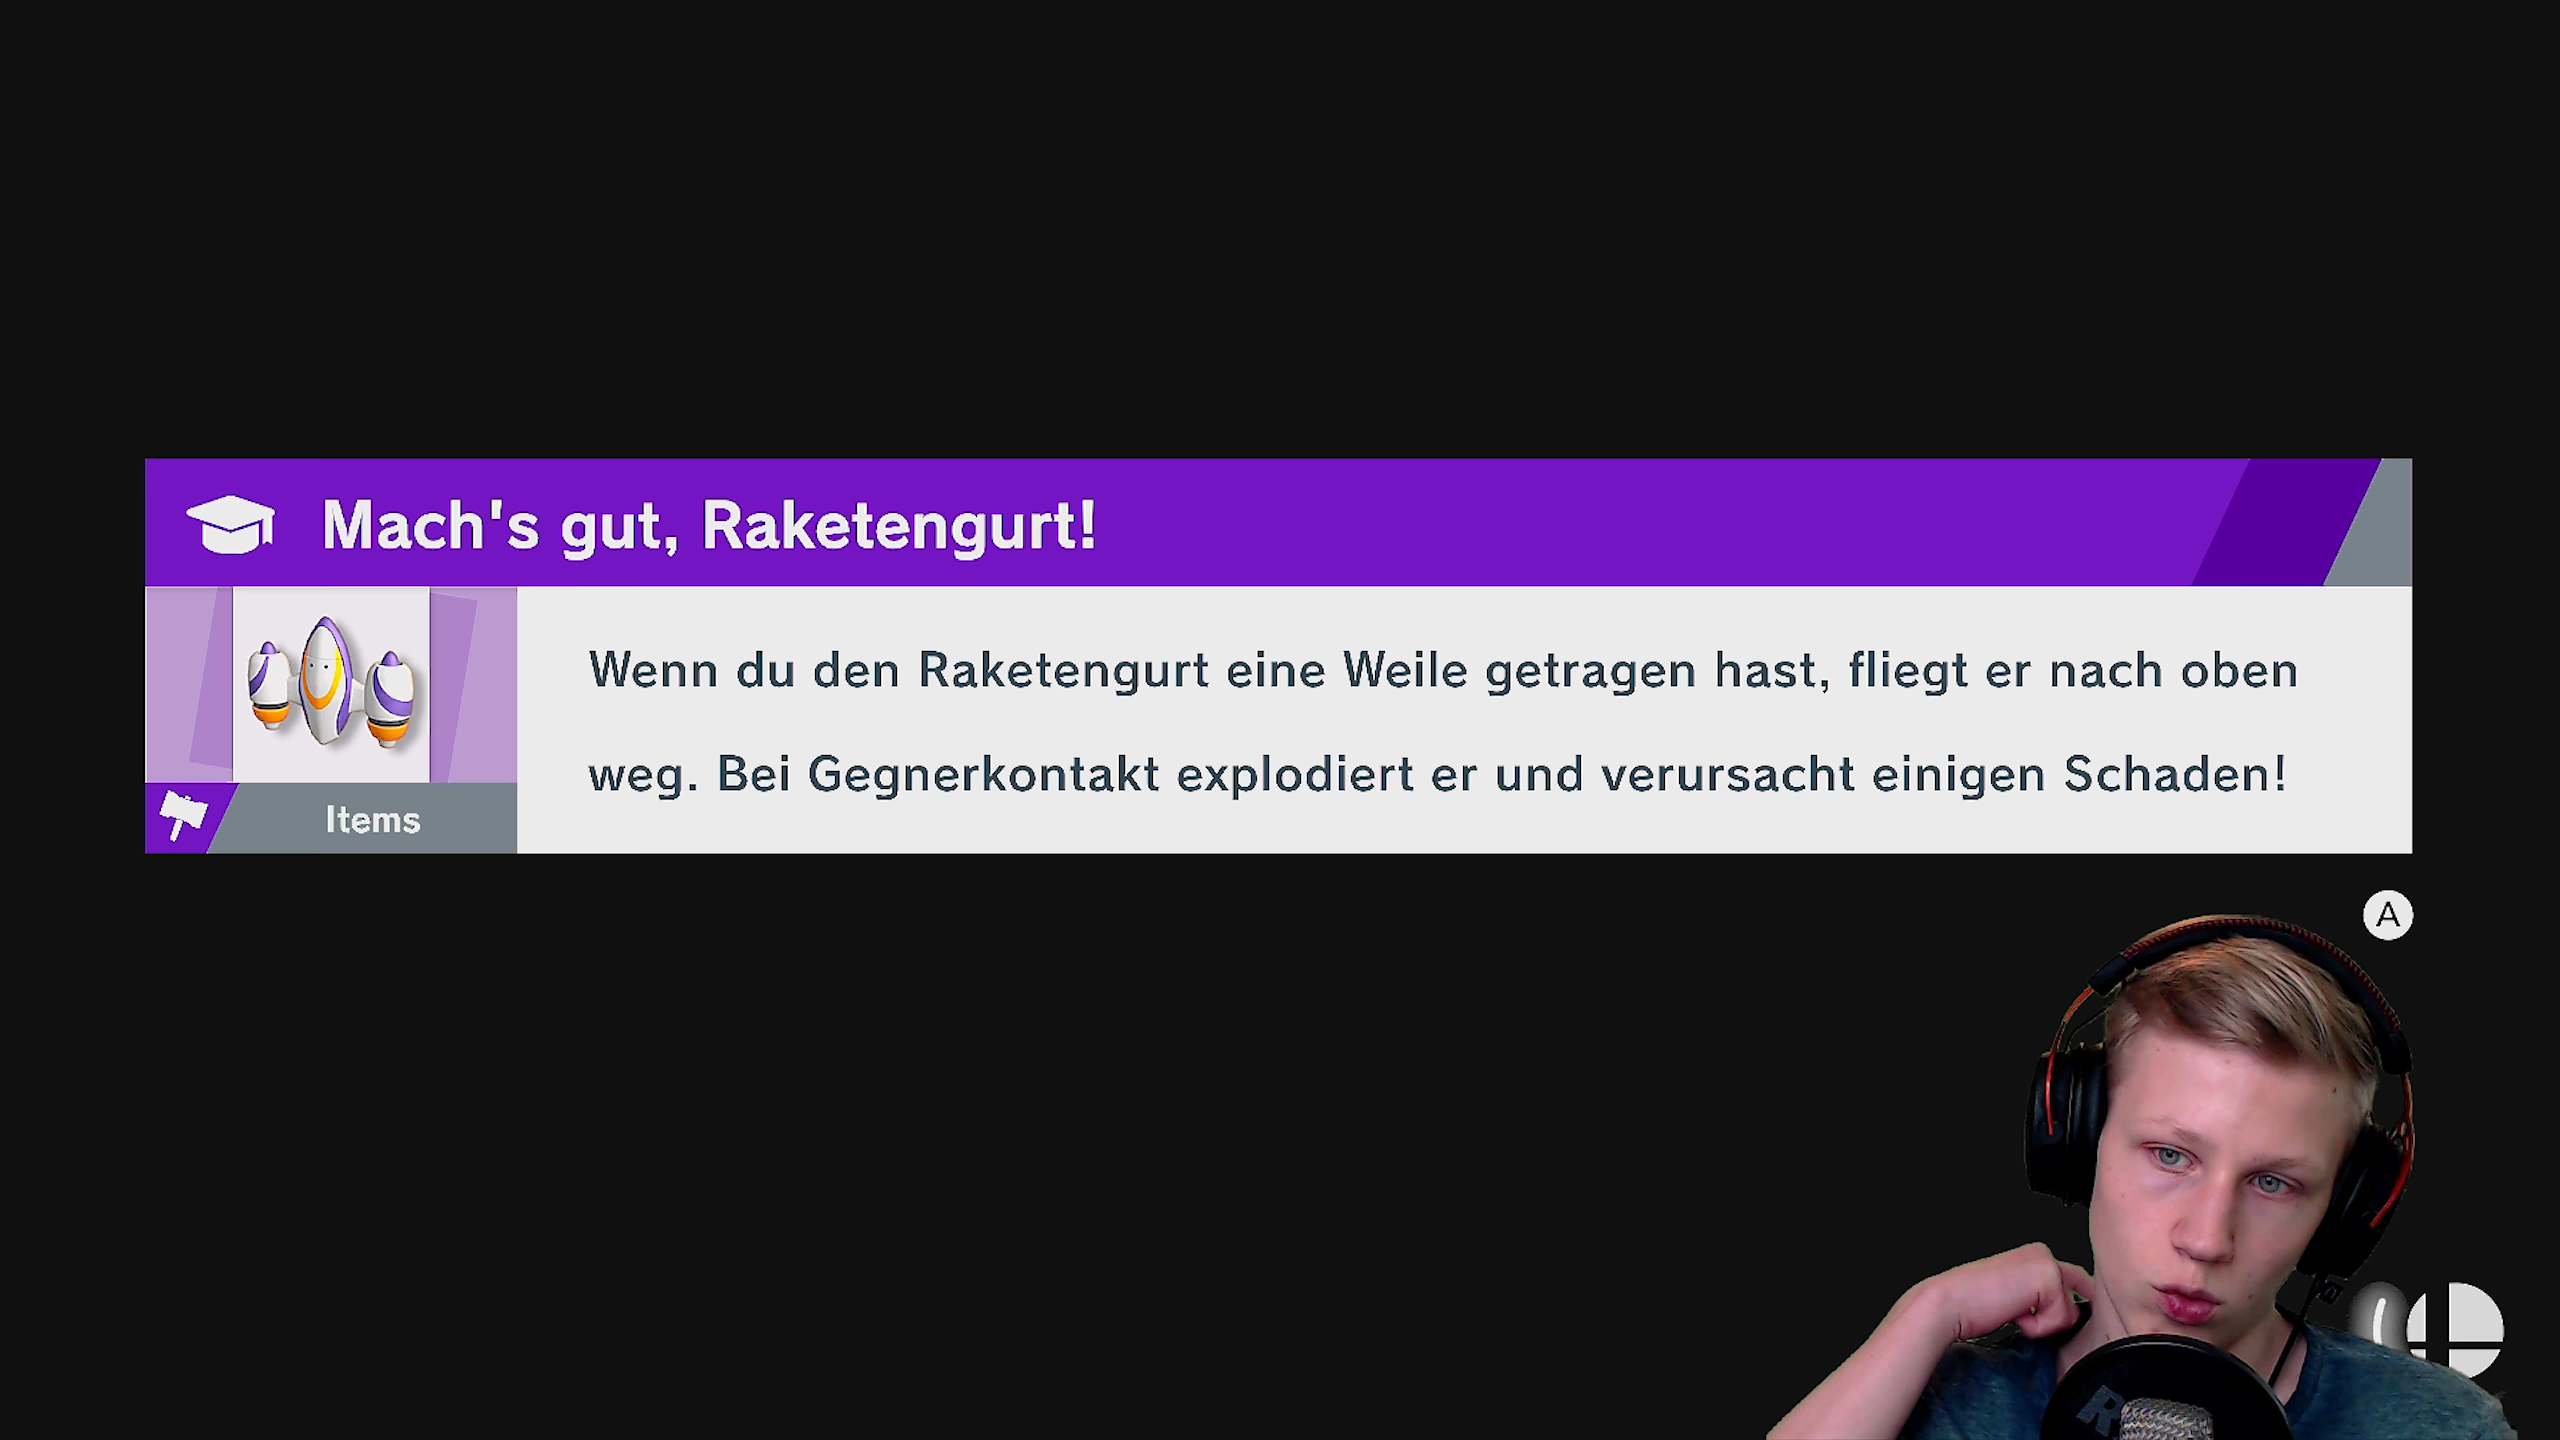 Mach's gut, Raketengurt!
Wenn du den Raketengurt eine Weile getragen hast, fliegt er nach oben
weg. Bei Gegnerkontakt explodiert er und verursacht einigen Schaden!
Items
A